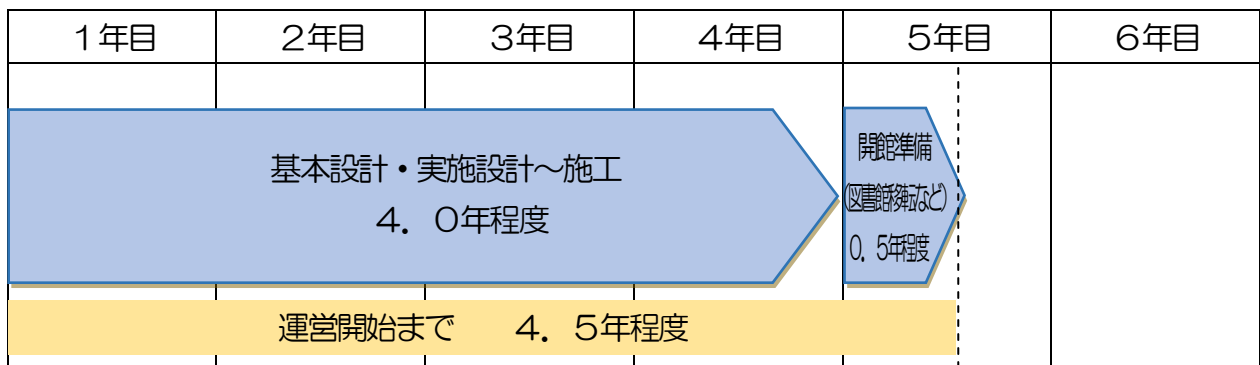 1年目 2年目 3年目 4年目 5年目 6年目
基本設計・実施設計～施工
4．0年程度
開館準備
(図書館移転など)
0．5年程度
運営開始まで 4．5年程度